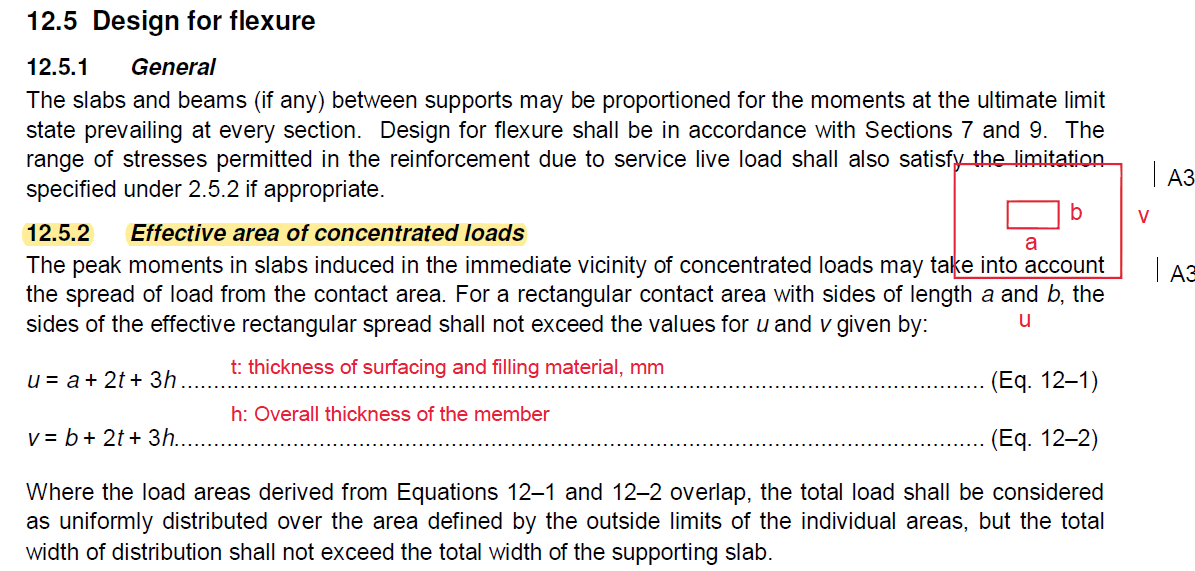 12.5 Design for flexure
12.5.1 General
The slabs and beams (if any) between supports may be proportioned for the moments at the ultimate limit
state prevailing at every section. Design for flexure shall be in accordance with Sections 7 and 9. The
range of stresses permitted in the reinforcement due to service live load shall also satisfy the limitation
specified under 2.5.2 if appropriate.
A3
b
v
a
12.5.2 Effective area of concentrated loads
The peak moments in slabs induced in the immediate vicinity of concentrated loads may take into account
A3
the spread of load from the contact area. For a rectangular contact area with sides of length a and b, the
sides of the effective rectangular spread shall not exceed the values for u and v given by:
u
t: thickness of surfacing and filling material, mm
u = a + 2t + 3h ........................................................................ (Eq. 12–1)
h: Overall thickness of the member
v = b + 2t + 3h ........................................................................ (Eq. 12–2)
Where the load areas derived from Equations 12–1 and 12–2 overlap, the total load shall be considered
as uniformly distributed over the area defined by the outside limits of the individual areas, but the total
width of distribution shall not exceed the total width of the supporting slab.